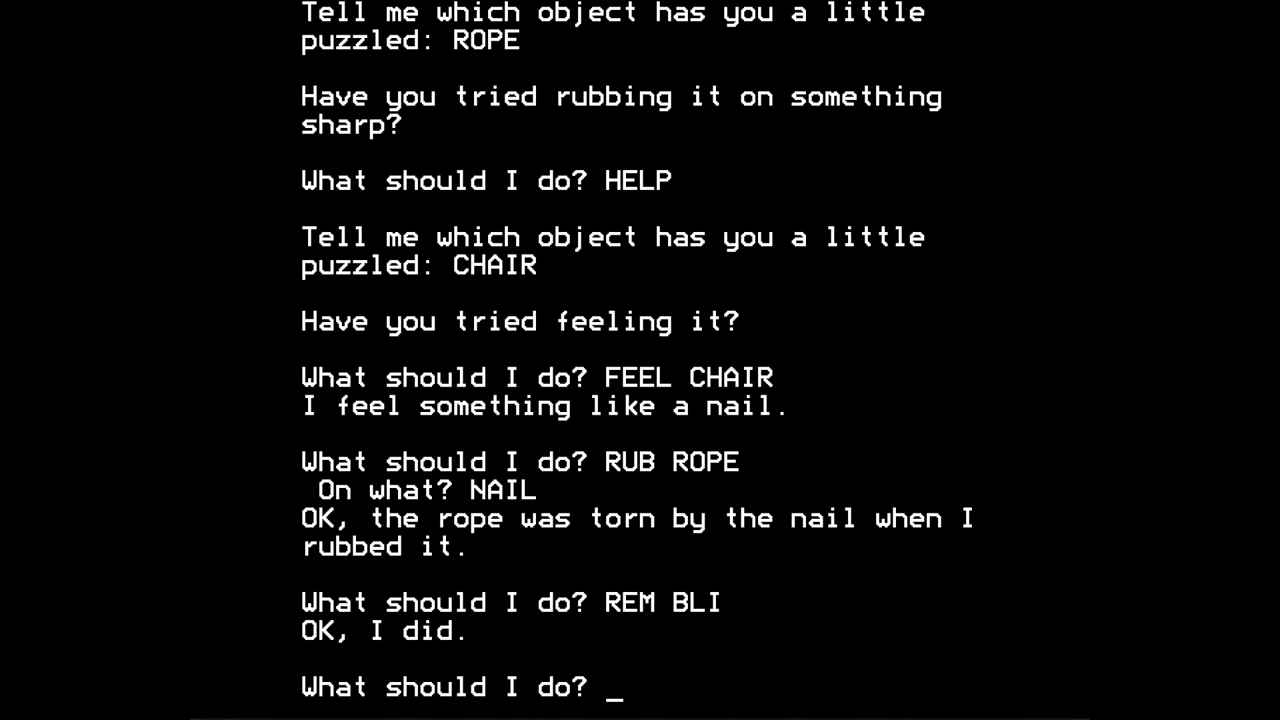 Tell me which object has you a little
puzzled: ROPE
Have you tried rubbing it on something
sharp?
What should I do? HELP
Tell me which object has you a little
puzzled: CHAIR
Have you tried feeling it?
What should I do? FEEL CHAIR
I feel something like a nail.
What should I do? RUB ROPE
On what? NAIL
OK, the rope was torn by the nail when I
rubbed it.
What should I do? REM BLI
OK, I did.
What should I do? _